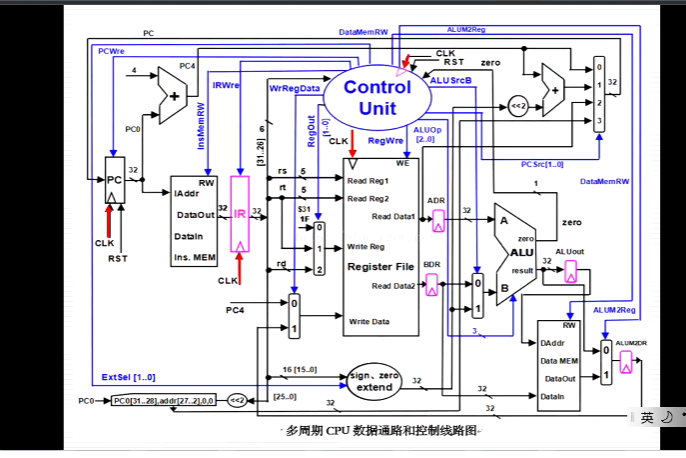 PC
DataMemRW
ALUM2Reg
PCWre
PC4
CLK
RST
zero
4
+
IRWre
WrRegData
Control
Unit
ALUSrcB
+
0
1
2
3
32
<<2
InsMemRW
PC0
6
[31..26]
RegOut
[1..0]
CLK
RegWre
ALUOp
[2..0]
PCSrc[1..0]
32
PC
RW
IAddr
DataOut
DataIn
Ins. MEM
32
IR
32
rs
5
rt
5
$31
1F
0
1
2
rd
WE
Read Reg1
Read Reg2
Read Data1
Write Reg
Register File
Read Data2
Write Data
ADR
32
BDR
1
DataMemRW
A
zero
zero
ALU
32
result
ALUout
B
0
1
CLK
RST
CLK
PC4
0
1
3
RW
ALUM2Reg
DAddr
Data MEM
DataOut
DataIn
0
1
ALUM2DR
ExtSel [1..0]
16 [15..0]
sign、zero
extend
32
32
PC0
PC0[31..28],addr[27..2],0,0
<<2
[25..0]
32
32
英
多周期 CPU 数据通路和控制线路图